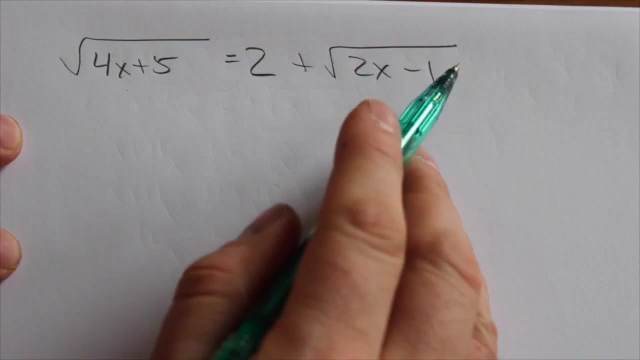 √(4x+5) = 2 + √(2x-1)